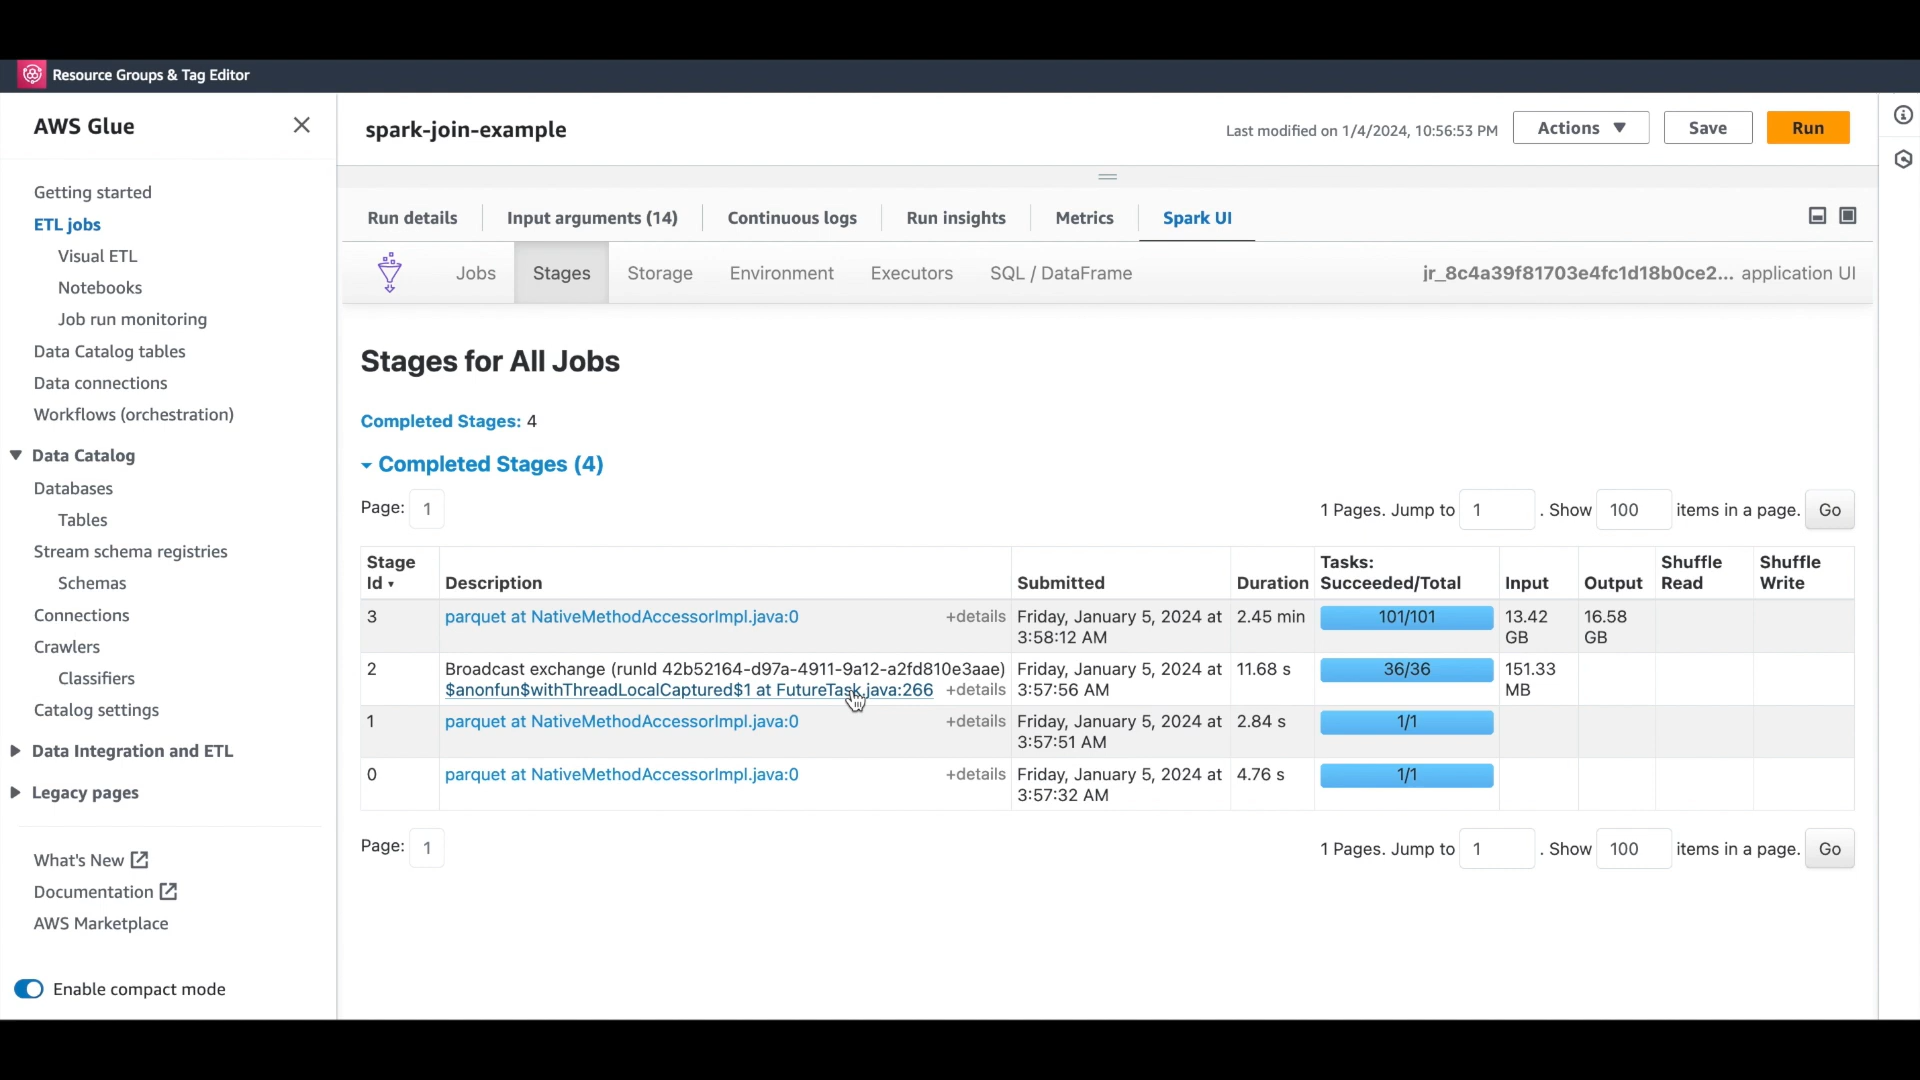 Resource Groups & Tag Editor
AWS Glue
Getting started
ETL jobs
Visual ETL
Notebooks
Job run monitoring
Data Catalog tables
Data connections
Workflows (orchestration)
Data Catalog
Databases
Tables
Stream schema registries
Schemas
Connections
Crawlers
Classifiers
Catalog settings
Data Integration and ETL
Legacy pages
What's New
Documentation
AWS Marketplace
Enable compact mode
spark-join-example
Last modified on 1/4/2024, 10:56:53 PM
Actions
Save
Run
Run details
Input arguments (14)
Continuous logs
Run insights
Metrics
Spark UI
Jobs
Stages
Storage
Environment
Executors
SQL / DataFrame
jr_8c4a39f81703e4fc1d18b0ce2... application UI
Stages for All Jobs
Completed Stages: 4
Completed Stages (4)
Page: 1
1 Pages. Jump to 1 . Show 100 items in a page. Go
Stage Id ▾
Description
Submitted
Duration
Tasks: Succeeded/Total
Input
Output
Shuffle Read
Shuffle Write
3
parquet at NativeMethodAccessorImpl.java:0 +details
Friday, January 5, 2024 at
3:58:12 AM
2.45 min
101/101
13.42
GB
16.58
GB
2
Broadcast exchange (runId 42b52164-d97a-4911-9a12-a2fd810e3aae)
$anonfun$withThreadLocalCaptured$1 at FutureTask.java:266 +details
Friday, January 5, 2024 at
3:57:56 AM
11.68 s
36/36
151.33
MB
1
parquet at NativeMethodAccessorImpl.java:0 +details
Friday, January 5, 2024 at
3:57:51 AM
2.84 s
1/1
0
parquet at NativeMethodAccessorImpl.java:0 +details
Friday, January 5, 2024 at
3:57:32 AM
4.76 s
1/1
Page: 1
1 Pages. Jump to 1 . Show 100 items in a page. Go